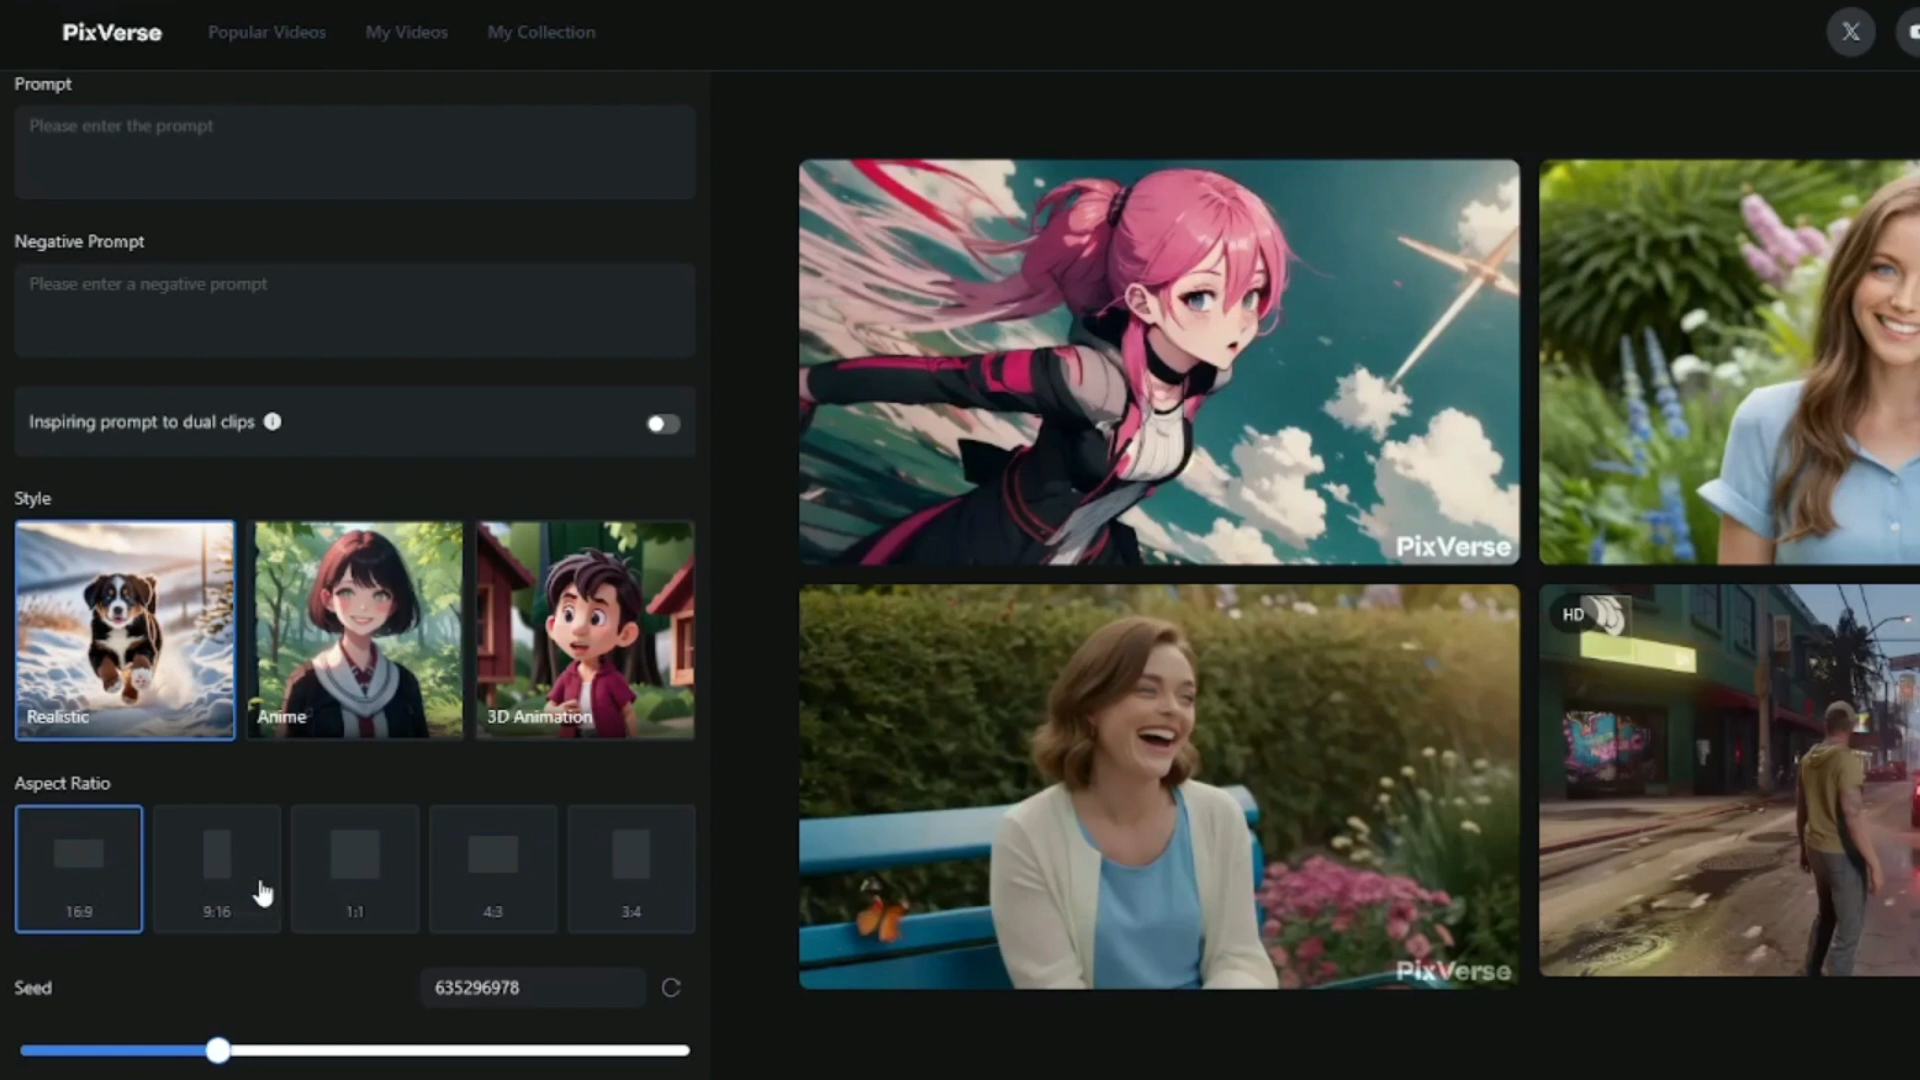 PixVerse Popular Videos My Videos My Collection
Prompt
Please enter the prompt
Negative Prompt
Please enter a negative prompt
Inspiring prompt to dual clips
Style
Realistic Anime 3D Animation
Aspect Ratio
16:9 9:16 1:1 4:3 3:4
Seed 635296978
PixVerse
HD
PixVerse